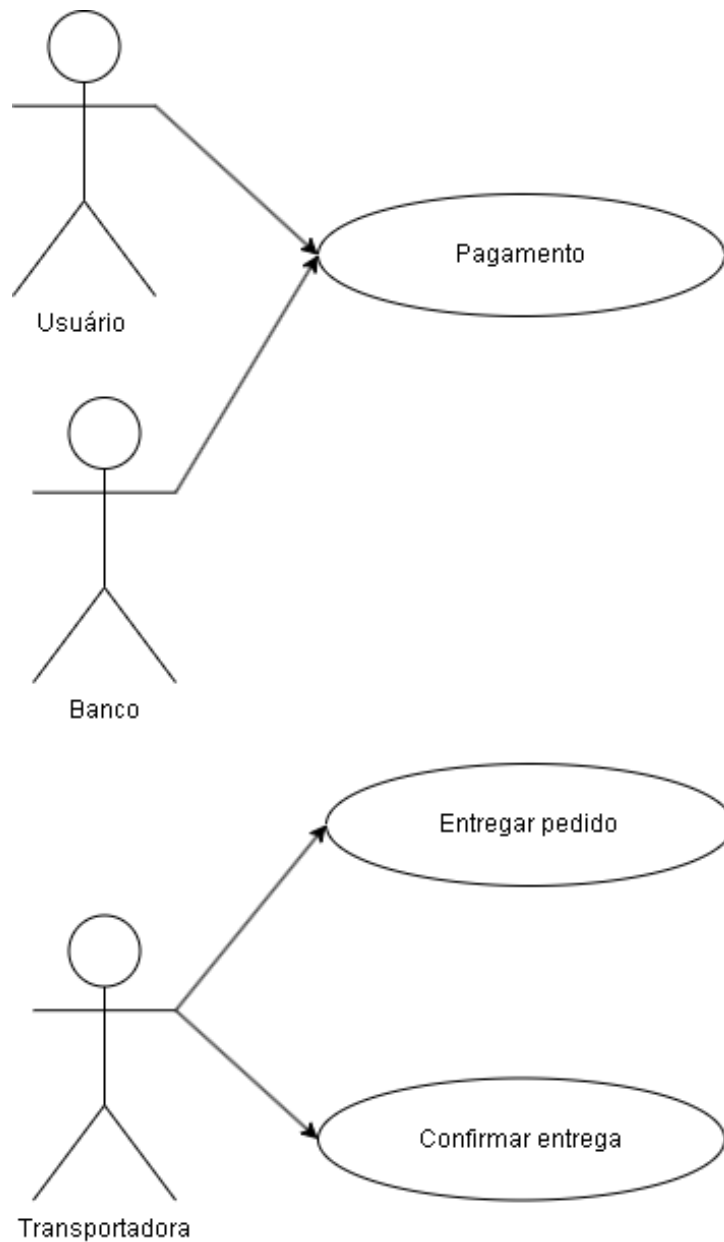 Pagamento
Usuário
Banco
Entregar pedido
Confirmar entrega
Transportadora